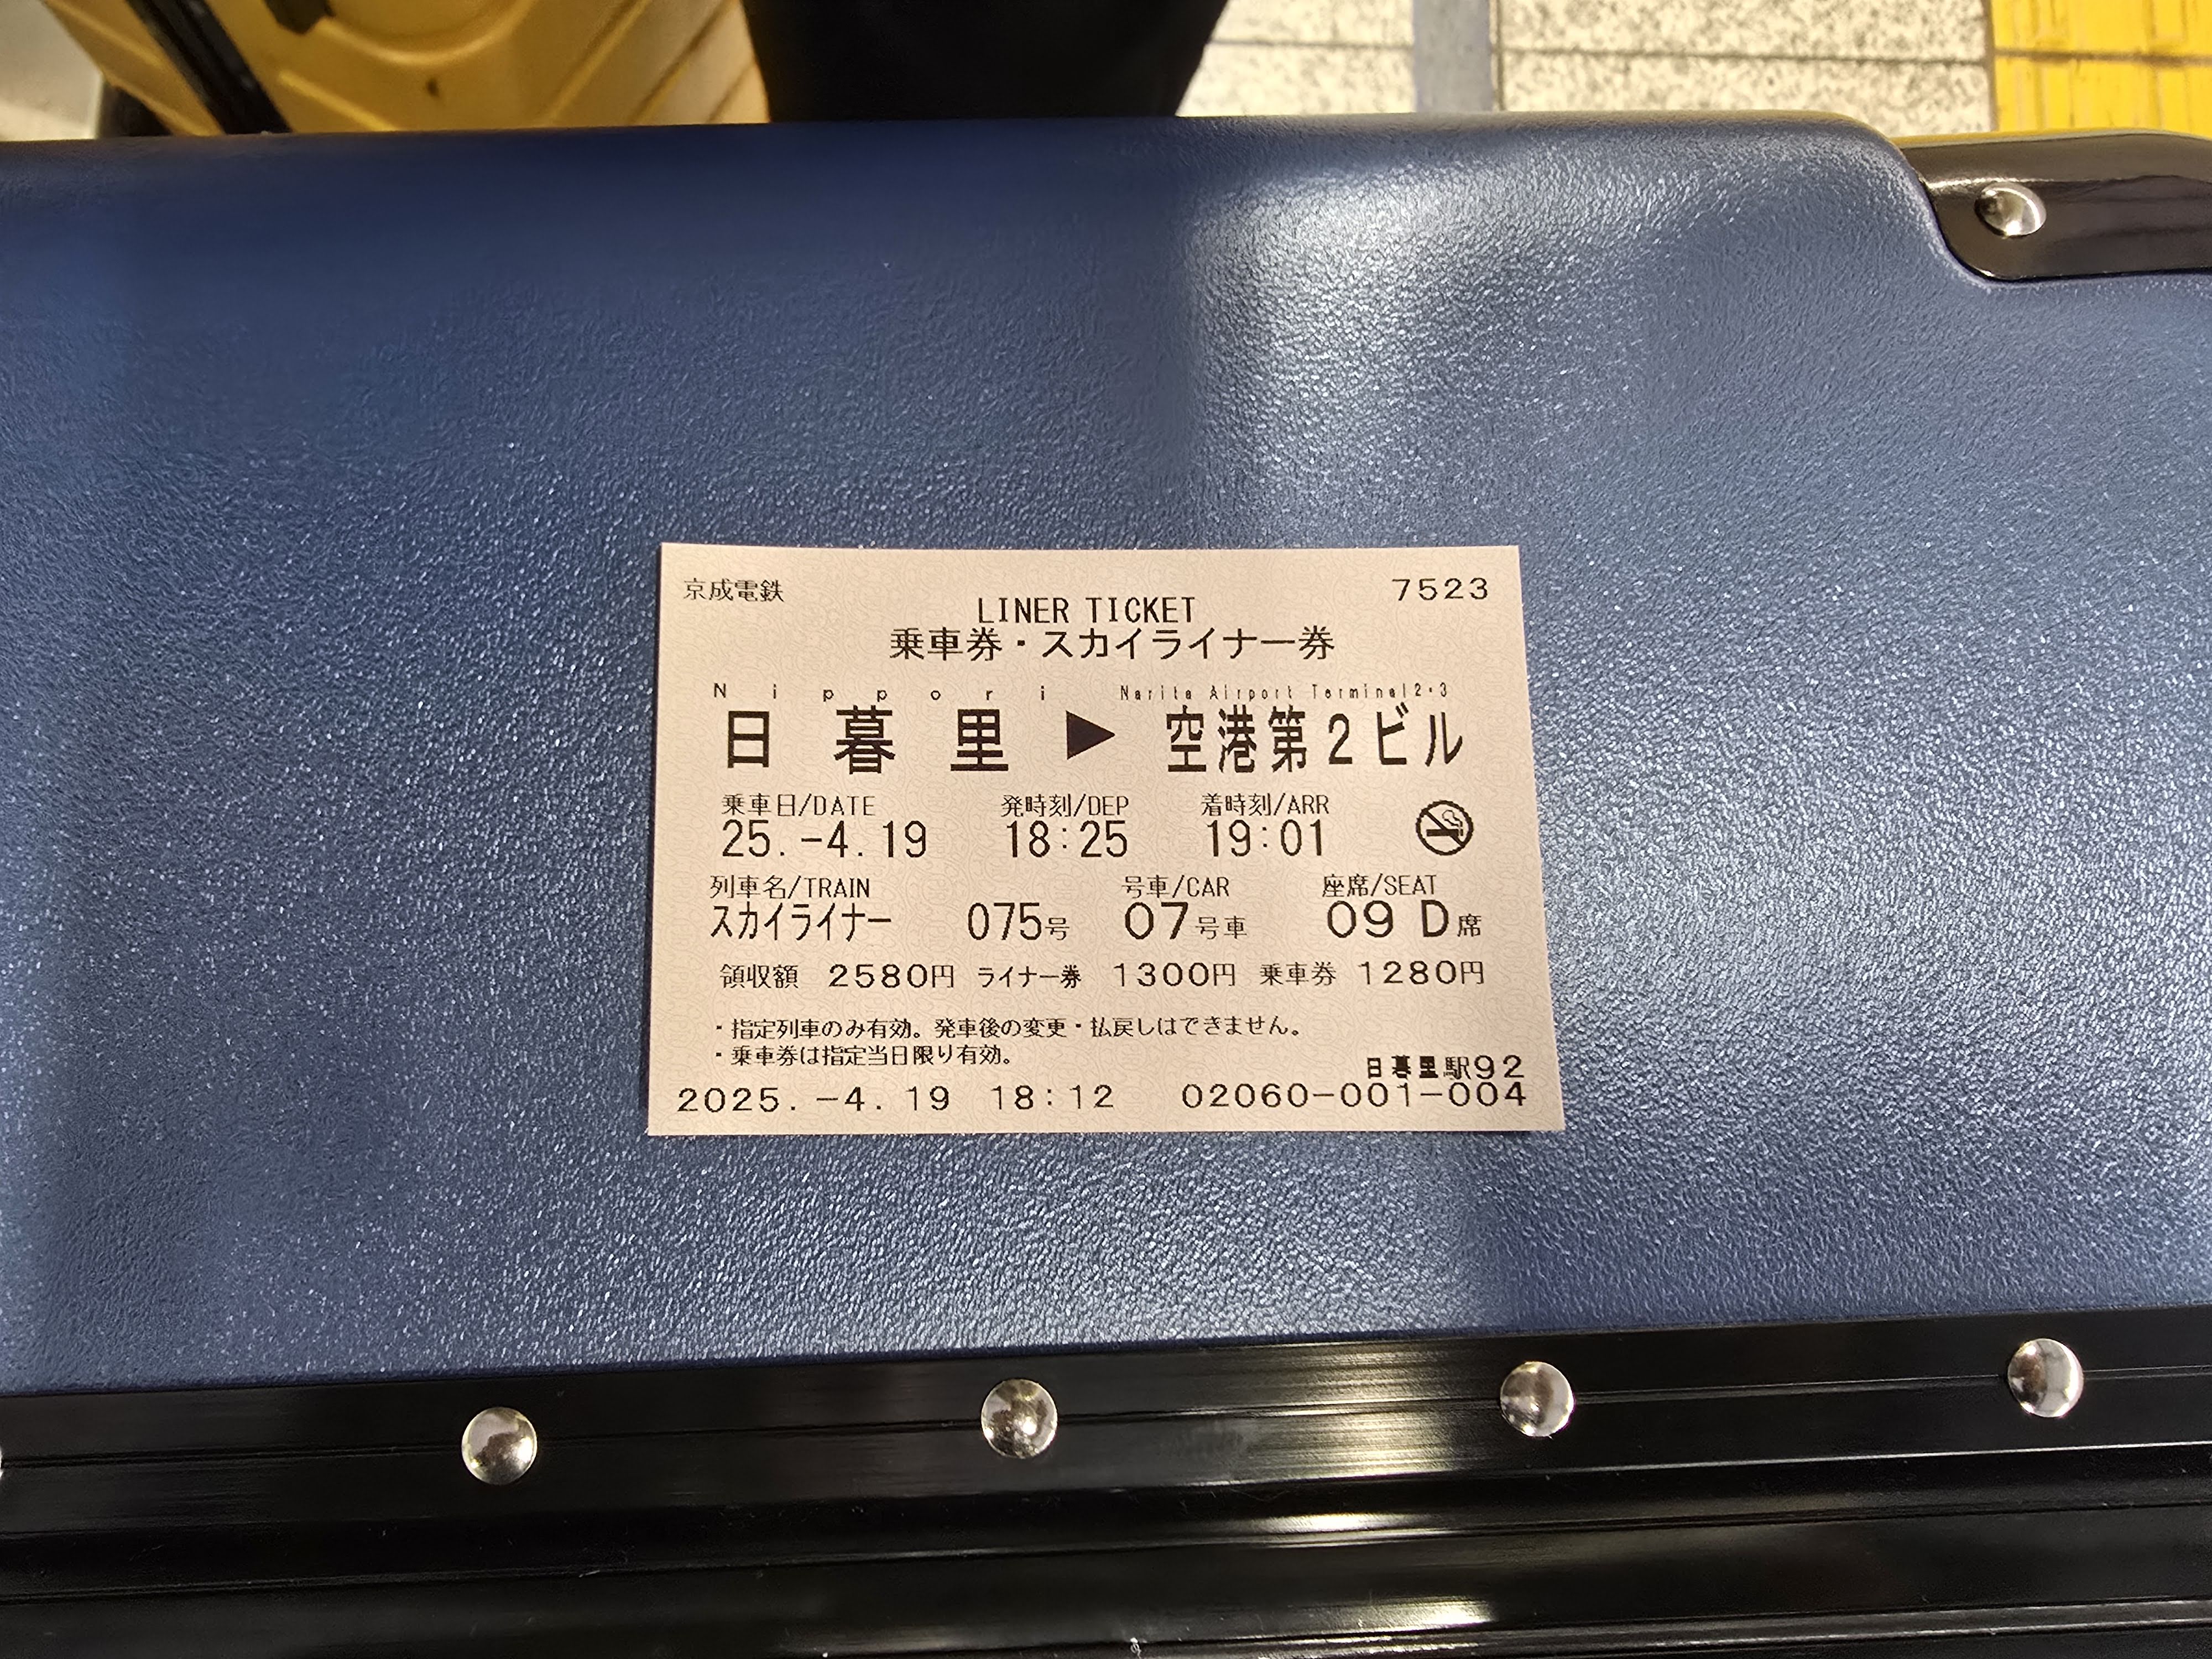 京成電鉄 7523
LINER TICKET
乗車券・スカイライナー券
Nippori Narita Airport Terminal2・3
日暮里 ▶ 空港第2ビル
乗車日/DATE 発時刻/DEP 着時刻/ARR
25.-4.19 18:25 19:01
列車名/TRAIN 号車/CAR 座席/SEAT
スカイライナー 075号 07号車 09 D席
領収額 2580円 ライナー券 1300円 乗車券 1280円
・指定列車のみ有効。発車後の変更・払戻しはできません。
・乗車券は指定当日限り有効。
日暮里駅92
2025.-4.19 18:12 02060-001-004